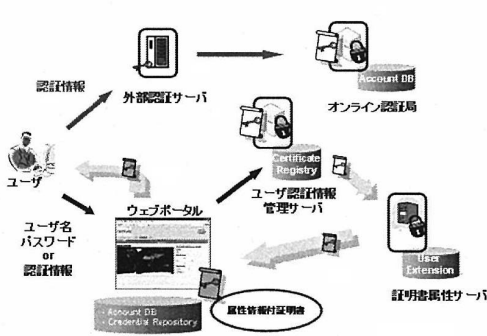 認証情報
外部認証サーバ
Account DB
オンライン認証局
ユーザ
Certificate
Registry
ユーザ認証情報
管理サーバ
ユーザ名
パスワード
or
認証情報
ウェブポータル
User
Extension
証明書属性サーバ
- Account DB
- Credential Repository
属性情報付証明書